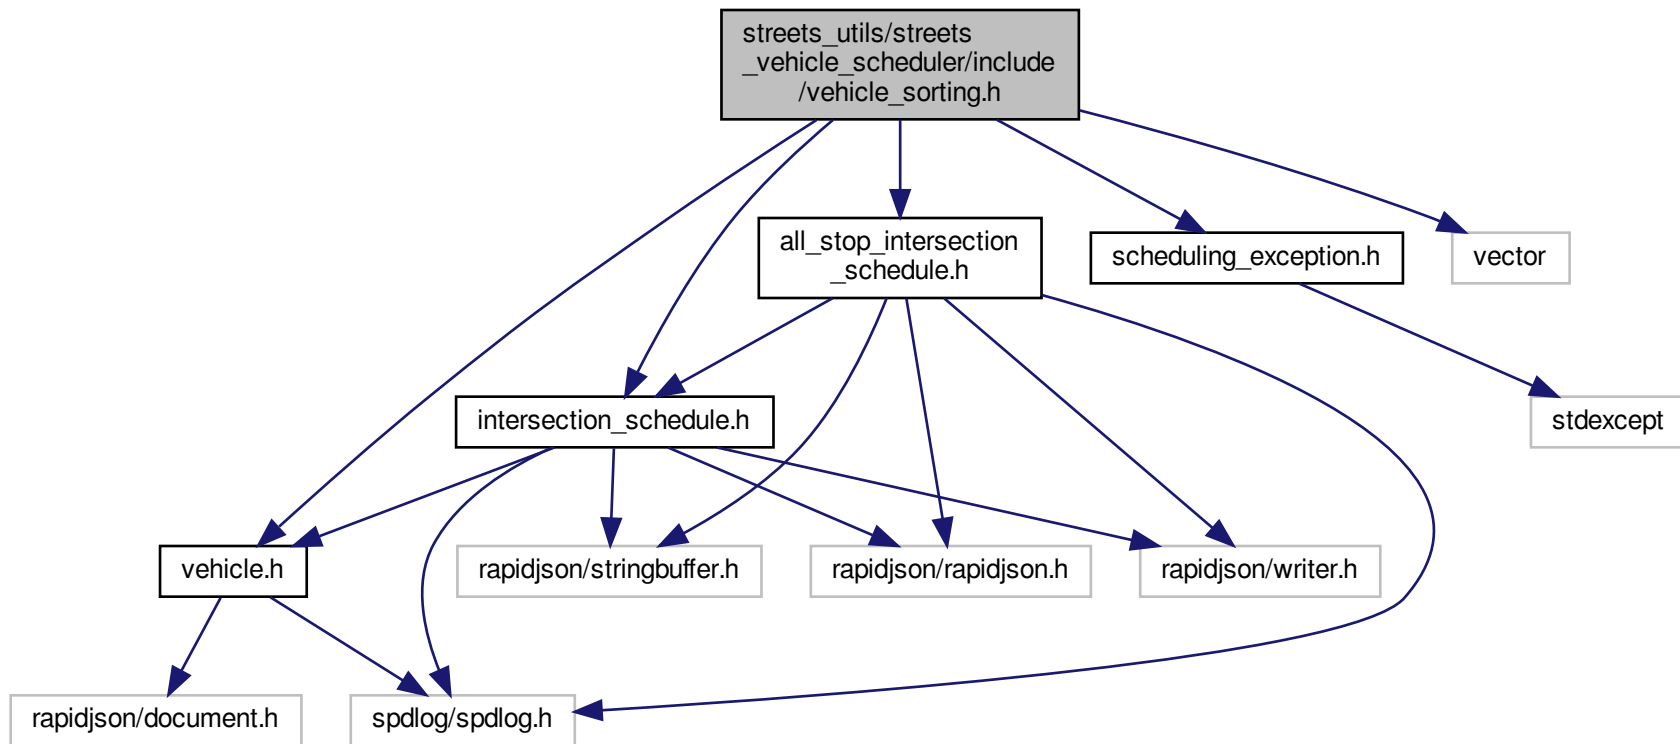 streets_utils/streets
_vehicle_scheduler/include
/vehicle_sorting.h
all_stop_intersection
_schedule.h
scheduling_exception.h
vector
intersection_schedule.h
stdexcept
vehicle.h
rapidjson/stringbuffer.h
rapidjson/rapidjson.h
rapidjson/writer.h
rapidjson/document.h
spdlog/spdlog.h